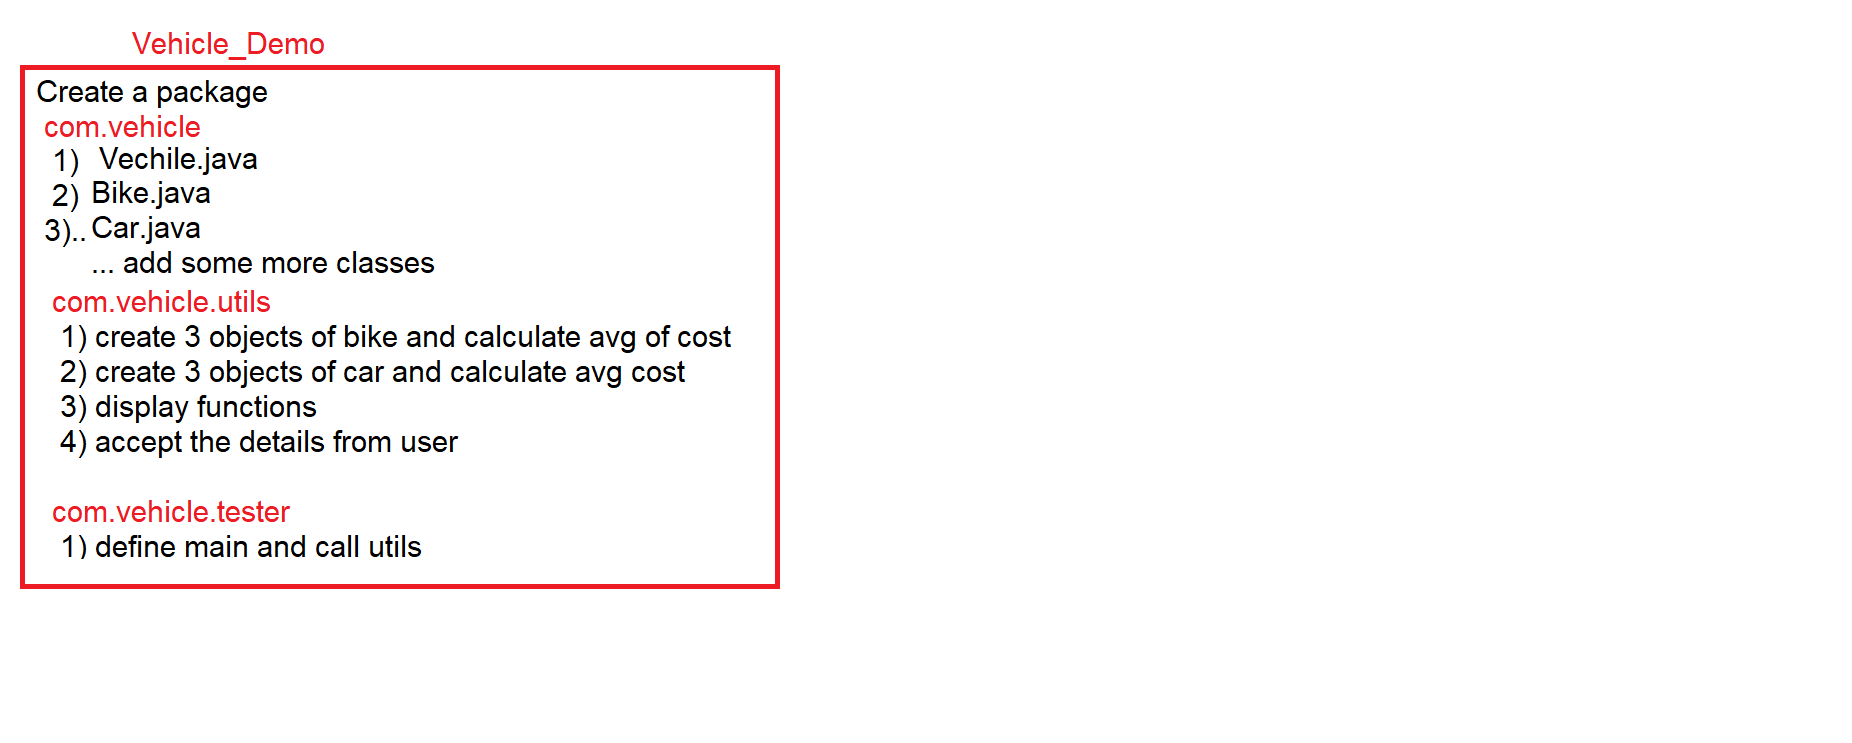 Vehicle_Demo
Create a package
com.vehicle
1) Vechile.java
2) Bike.java
3).. Car.java
... add some more classes
com.vehicle.utils
1) create 3 objects of bike and calculate avg of cost
2) create 3 objects of car and calculate avg cost
3) display functions
4) accept the details from user
com.vehicle.tester
1) define main and call utils